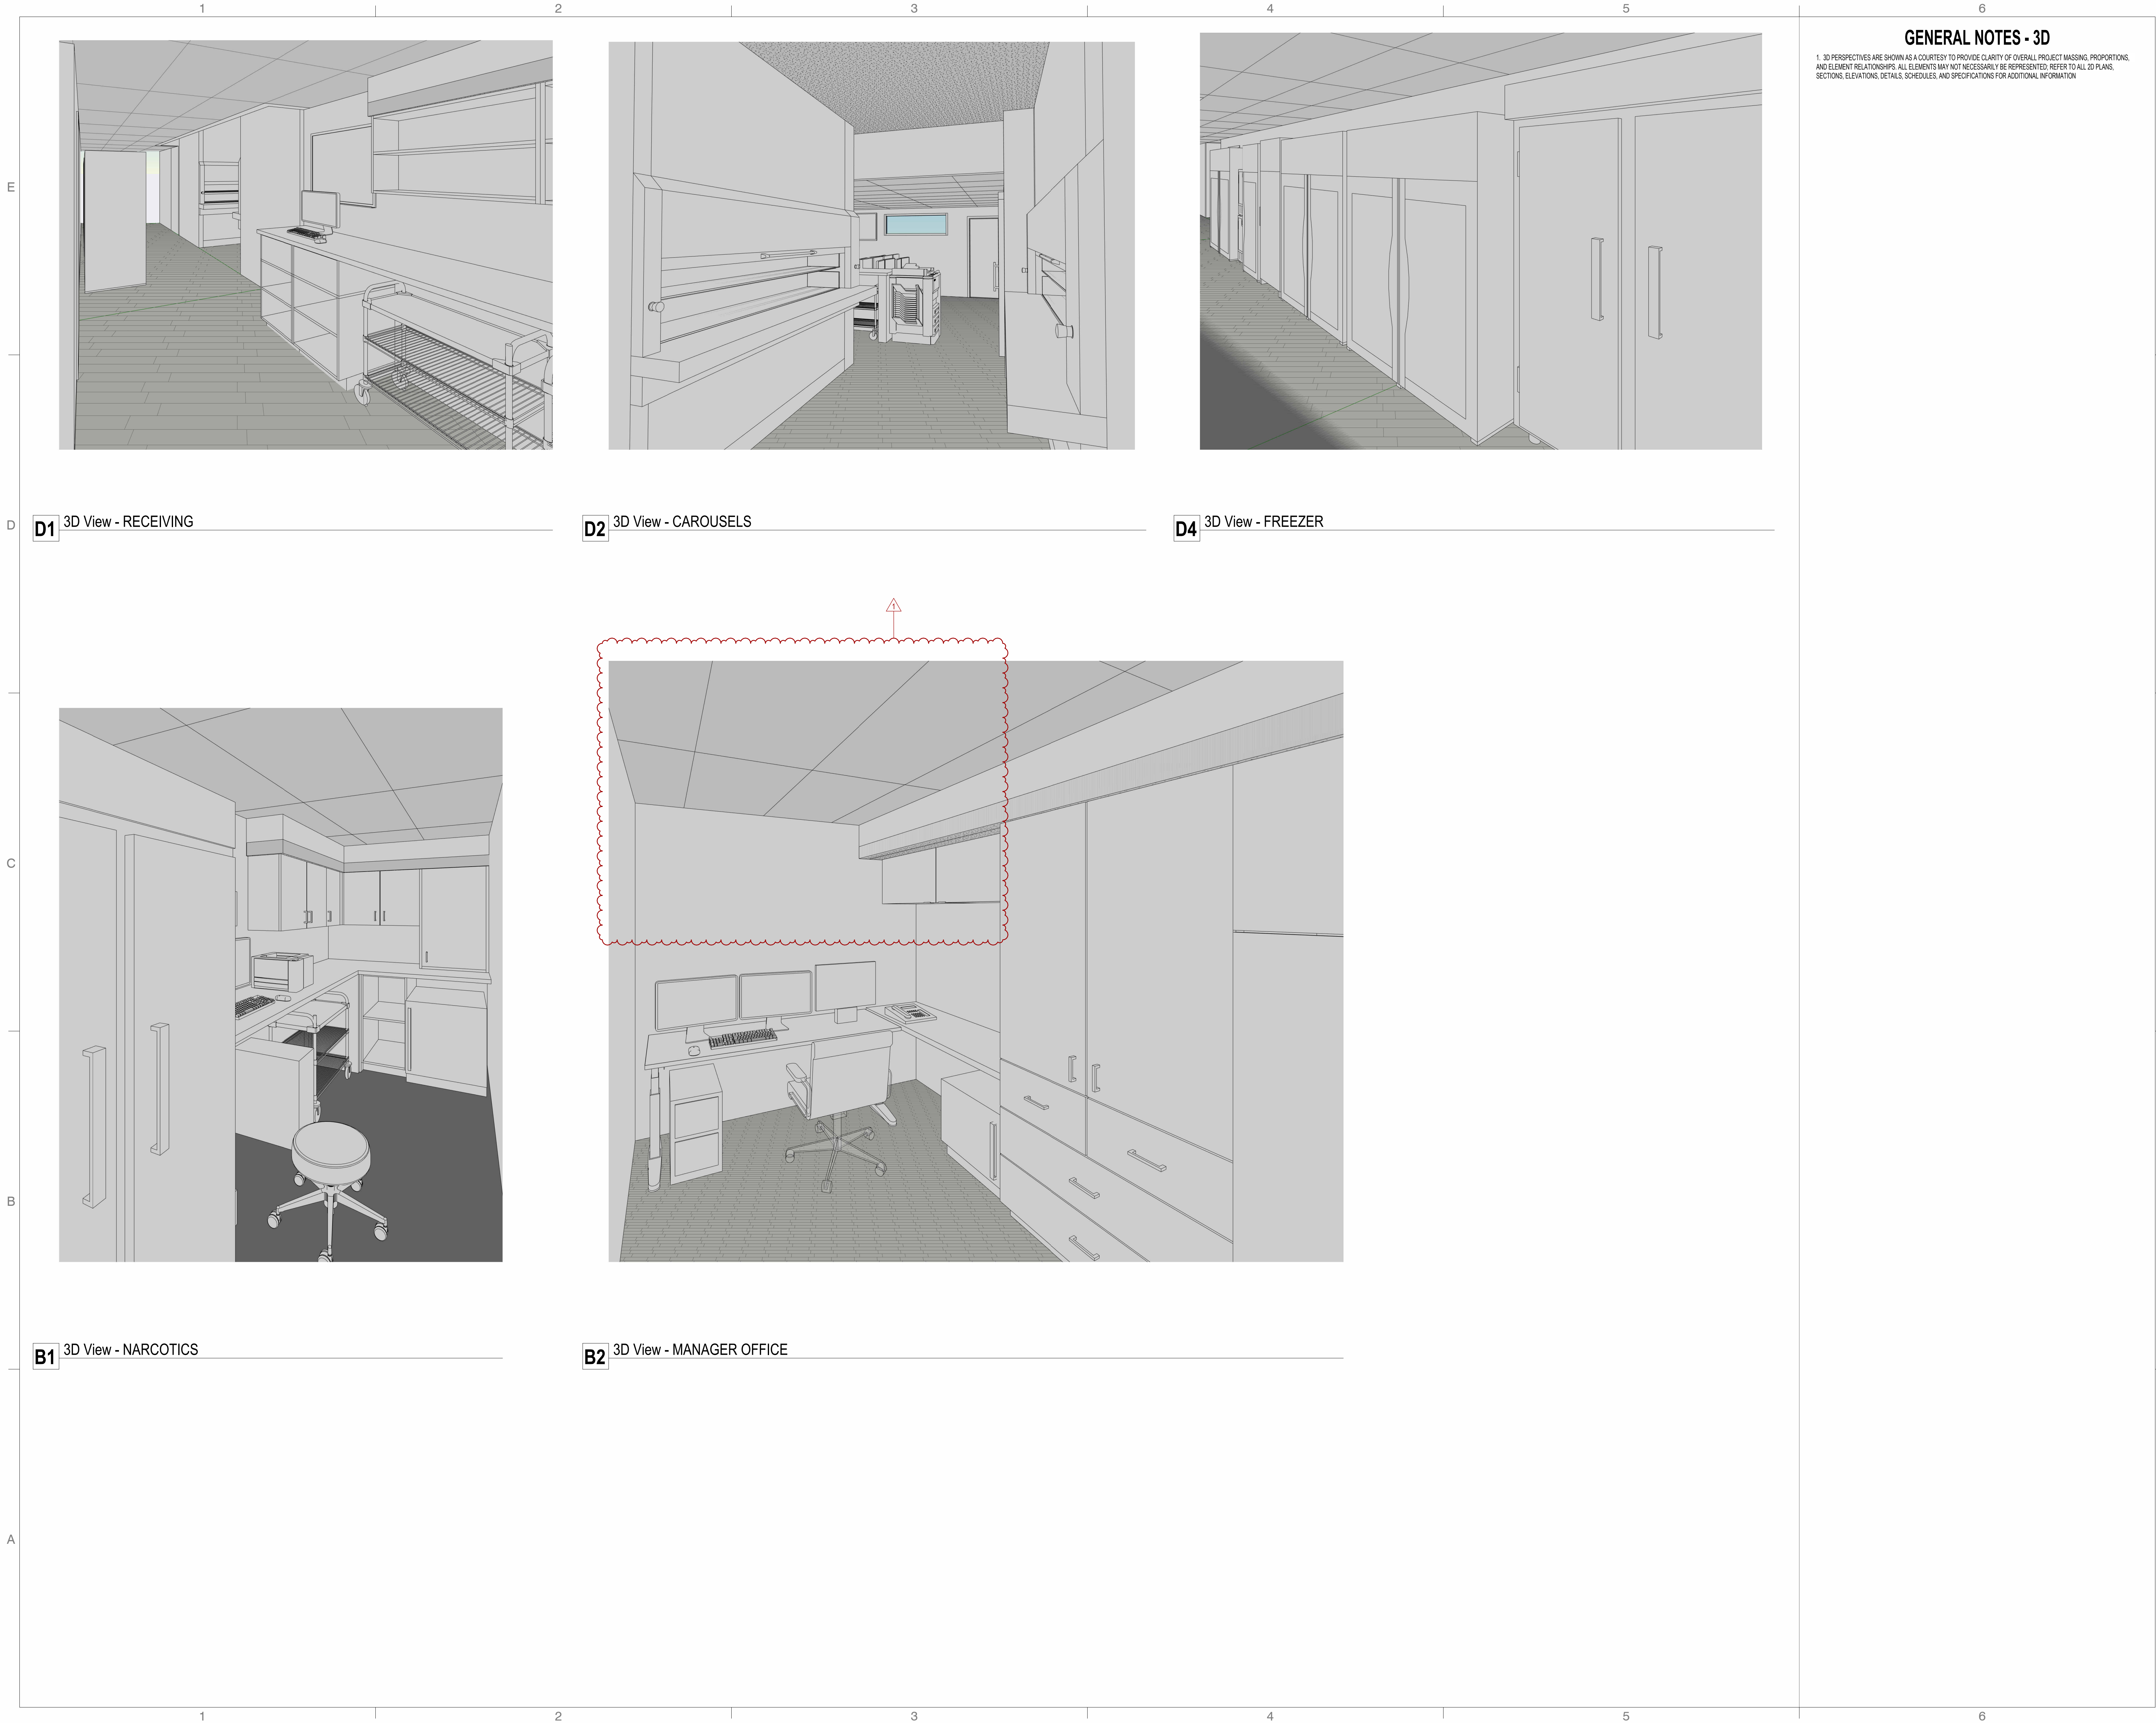 1 2 3 4 5 6
GENERAL NOTES - 3D
1. 3D PERSPECTIVES ARE SHOWN AS A COURTESY TO PROVIDE CLARITY OF OVERALL PROJECT MASSING, PROPORTIONS,
AND ELEMENT RELATIONSHIPS. ALL ELEMENTS MAY NOT NECESSARILY BE REPRESENTED; REFER TO ALL 2D PLANS,
SECTIONS, ELEVATIONS, DETAILS, SCHEDULES, AND SPECIFICATIONS FOR ADDITIONAL INFORMATION
E
D
D1 3D View - RECEIVING
D2 3D View - CAROUSELS
D4 3D View - FREEZER
1
C
B
B1 3D View - NARCOTICS
B2 3D View - MANAGER OFFICE
A
1 2 3 4 5 6